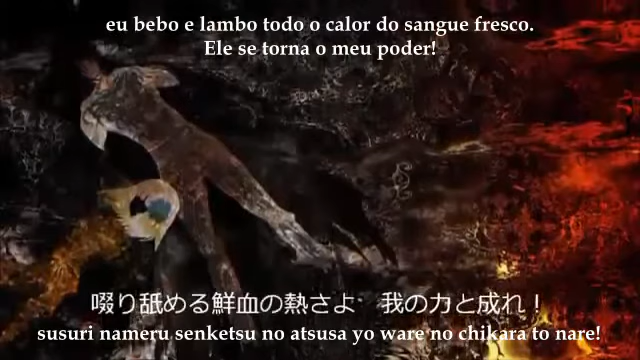 eu bebo e lambo todo o calor do sangue fresco.
Ele se torna o meu poder!
啜り舐める鮮血の熱さよ　我の力と成れ！
susuri nameru senketsu no atsusa yo ware no chikara to nare!